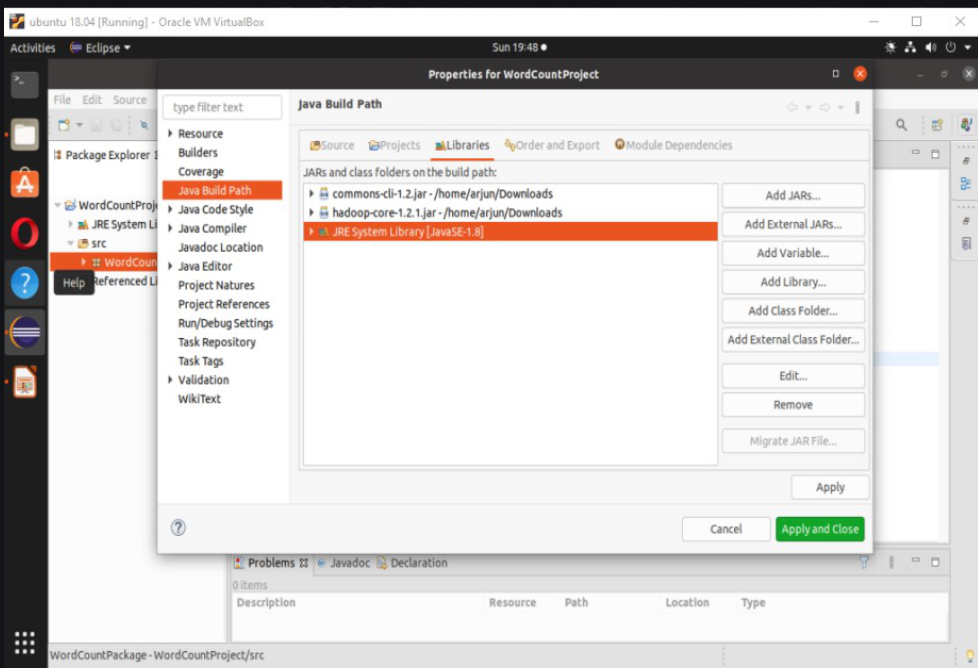 ubuntu 18.04 [Running] - Oracle VM VirtualBox
Activities Eclipse Sun 19:48
Properties for WordCountProject
File Edit Source
type filter text
Resource
Builders
Coverage
Java Build Path
Java Code Style
Java Compiler
Javadoc Location
Java Editor
Project Natures
Project References
Run/Debug Settings
Task Repository
Task Tags
Validation
WikiText
Package Explorer
WordCountProj
JRE System Li
src
WordCoun
Referenced Li
Help
Java Build Path
Source Projects Libraries Order and Export Module Dependencies
JARs and class folders on the build path:
commons-cli-1.2.jar - /home/arjun/Downloads
hadoop-core-1.2.1.jar - /home/arjun/Downloads
JRE System Library [JavaSE-1.8]
Add JARs...
Add External JARs...
Add Variable...
Add Library...
Add Class Folder...
Add External Class Folder...
Edit...
Remove
Migrate JAR File...
Apply
Cancel Apply and Close
Problems Javadoc Declaration
0 items
Description Resource Path Location Type
WordCountPackage - WordCountProject/src